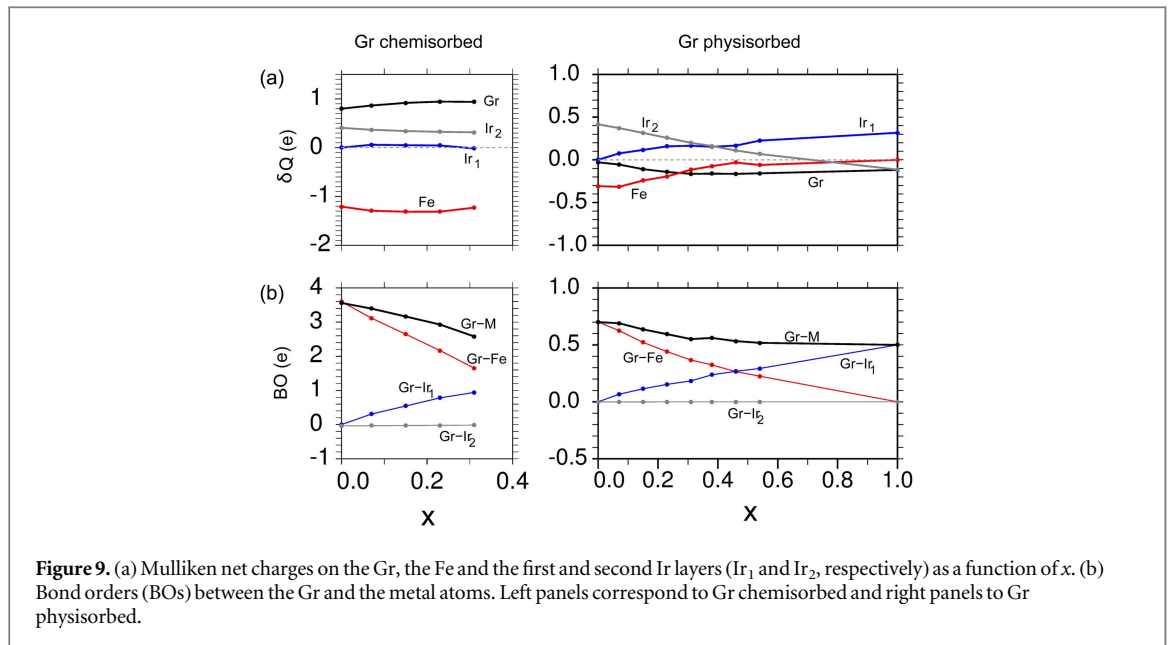 Gr chemisorbed
Gr physisorbed
(a)
δQ (e)
1
0
-1
-2
Gr
Ir2
Ir1
Fe
1.0
0.5
0.0
-0.5
-1.0
Ir2
Ir1
Fe
Gr
(b)
BO (e)
4
3
2
1
0
-1
Gr-M
Gr-Fe
Gr-Ir1
Gr-Ir2
0.0 0.2 0.4
x
1.0
0.5
0.0
-0.5
Gr-M
Gr-Fe
Gr-Ir1
Gr-Ir2
0.0 0.2 0.4 0.6 0.8 1.0
x
Figure 9. (a) Mulliken net charges on the Gr, the Fe and the first and second Ir layers (Ir1 and Ir2, respectively) as a function of x. (b)
Bond orders (BOs) between the Gr and the metal atoms. Left panels correspond to Gr chemisorbed and right panels to Gr
physisorbed.